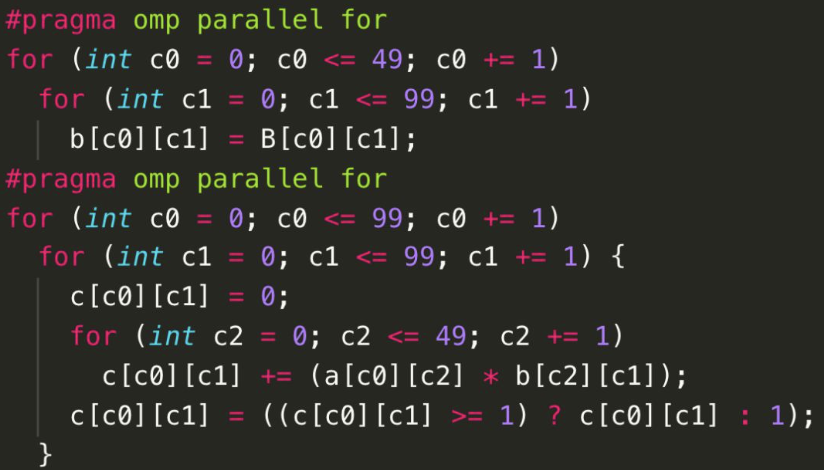 #pragma omp parallel for
for (int c0 = 0; c0 <= 49; c0 += 1)
  for (int c1 = 0; c1 <= 99; c1 += 1)
    b[c0][c1] = B[c0][c1];
#pragma omp parallel for
for (int c0 = 0; c0 <= 99; c0 += 1)
  for (int c1 = 0; c1 <= 99; c1 += 1) {
    c[c0][c1] = 0;
    for (int c2 = 0; c2 <= 49; c2 += 1)
      c[c0][c1] += (a[c0][c2] * b[c2][c1]);
    c[c0][c1] = ((c[c0][c1] >= 1) ? c[c0][c1] : 1);
  }